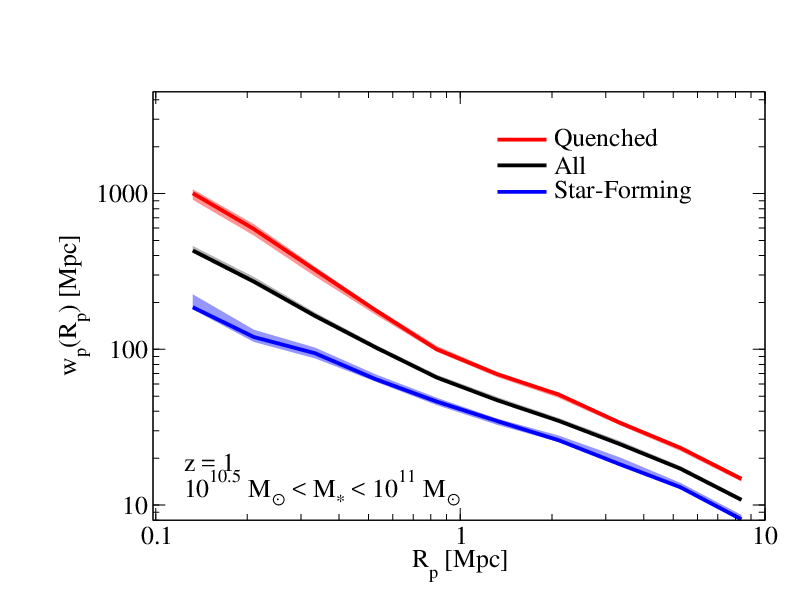 Quenched
All
Star-Forming
1000
100
10
w_p(R_p) [Mpc]
z = 1
10^10.5 M_⊙ < M_* < 10^11 M_⊙
0.1
1
10
R_p [Mpc]